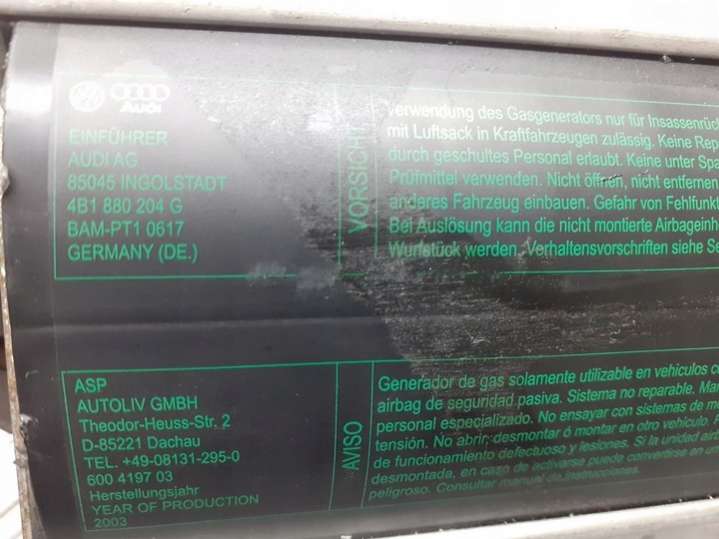 AUDI
EINFÜHRER
AUDI AG
85045 INGOLSTADT
4B1 880 204 G
BAM-PT1 0617
GERMANY (DE.)
VORSICHT
Verwendung des Gasgenerators nur für Insassenrüc
mit Luftsack in Kraftfahrzeugen zulässig. Keine Rep
durch geschultes Personal erlaubt. Keine unter Spa
Prüfmittel verwenden. Nicht öffnen, nicht entfernen
anderes Fahrzeug einbauen. Gefahr von Fehlfunkt
Bei Auslösung kann die nicht montierte Airbageinh
Wurfstück werden. Verhaltensvorschriften siehe Se
ASP
AUTOLIV GMBH
Theodor-Heuss-Str. 2
D-85221 Dachau
TEL. +49-08131-295-0
600 4197 03
Herstellungsjahr
YEAR OF PRODUCTION
2003
AVISO
Generador de gas solamente utilizable en vehiculos c
airbag de seguridad pasiva. Sistema no reparable. Ma
personal especializado. No ensayar con sistemas de m
tensión. No abrir, desmontar ó montar en otro vehículo.
de funcionamiento defectuoso y lesiones. Si la unidad air
desmontada, en caso de activarse puede convertirse en un
peligroso. Consultar manual de instrucciones.